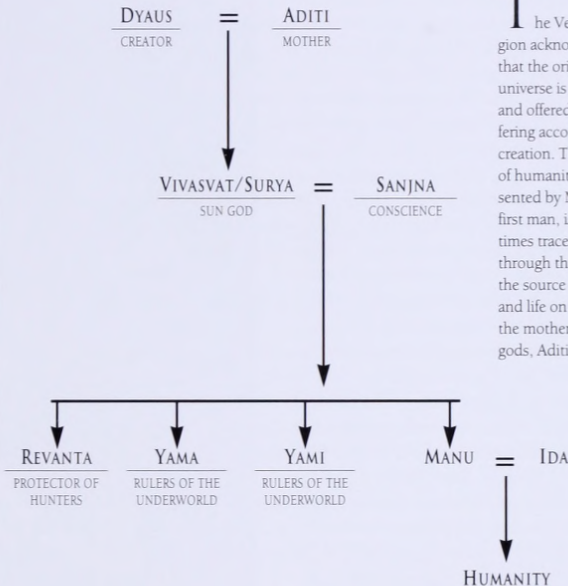 DYAUS = ADITI
CREATOR MOTHER
VIVASVAT/SURYA = SANJNA
SUN GOD CONSCIENCE
REVANTA YAMA YAMI MANU = IDA
PROTECTOR OF HUNTERS RULERS OF THE UNDERWORLD RULERS OF THE UNDERWORLD
HUMANITY
The Ve
gion ackno
that the ori
universe is
and offered
fering acco
creation. T
of humanit
sented by
first man, i
times trace
through th
the source
and life on
the mother
gods, Aditi